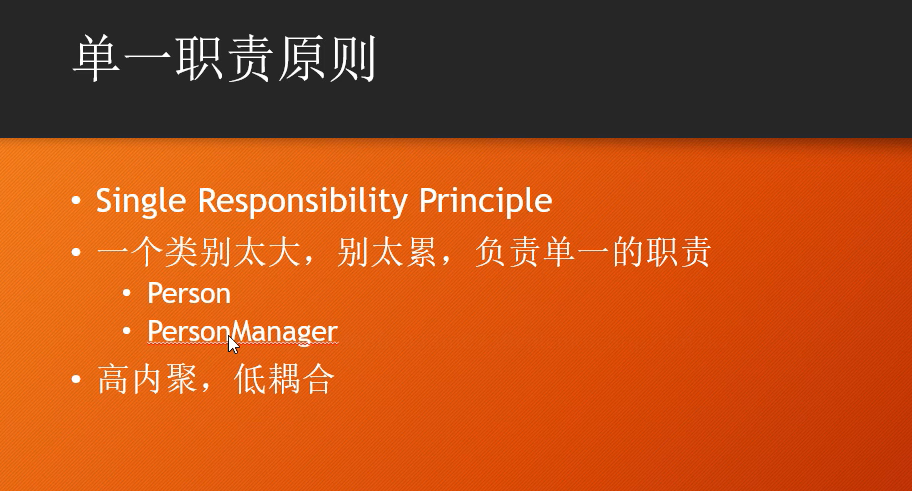 单一职责原则
• Single Responsibility Principle
• 一个类别太大，别太累，负责单一的职责
• Person
• PersonManager
• 高内聚，低耦合